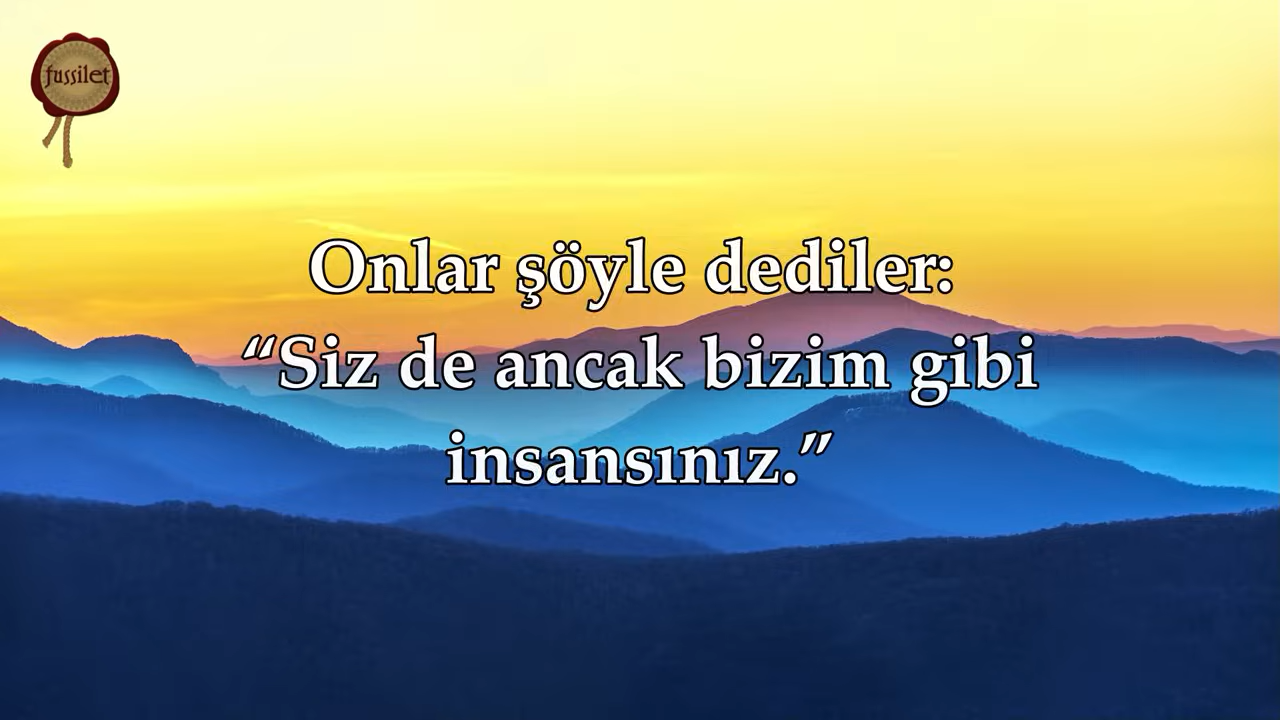 fussilet
Onlar şöyle dediler:
“Siz de ancak bizim gibi
insansınız.”